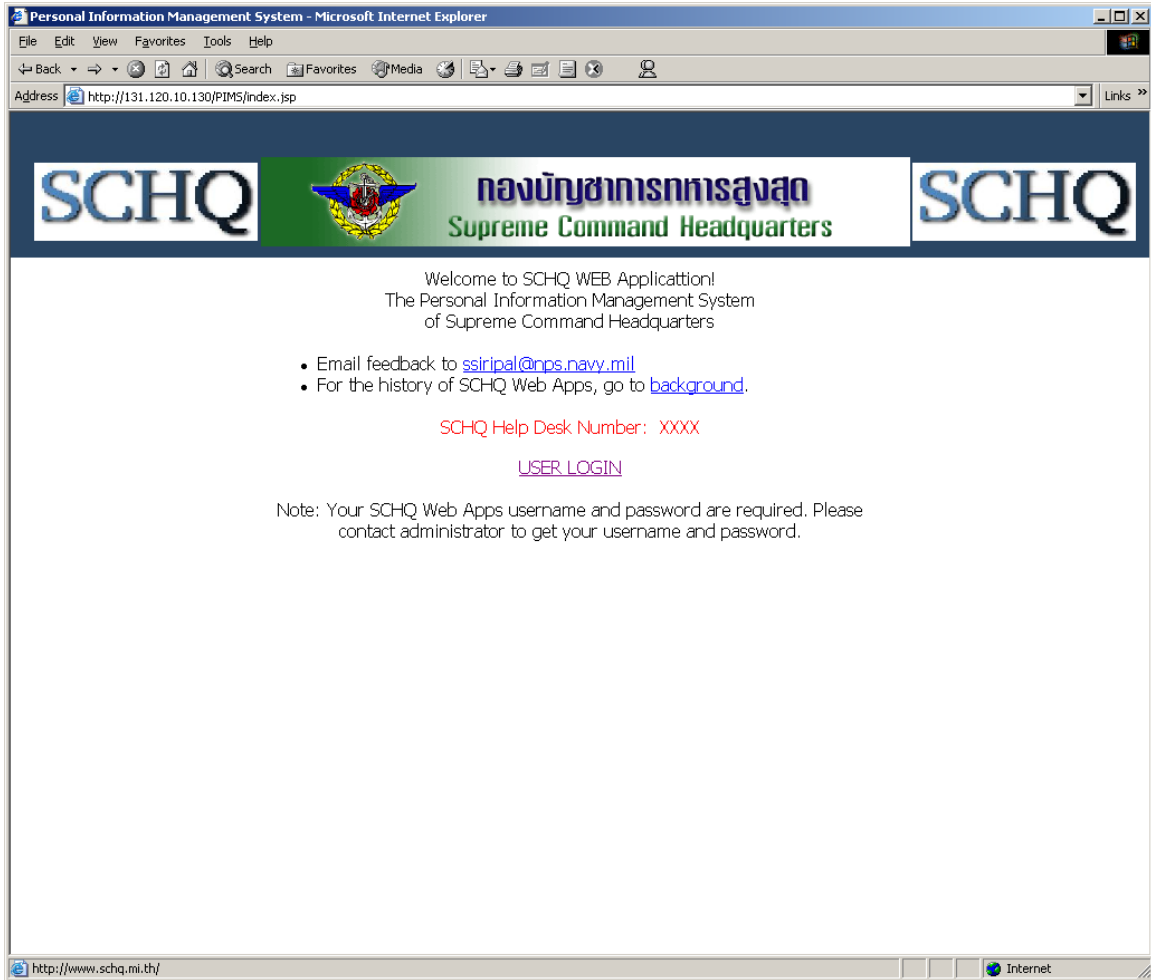 Personal Information Management System - Microsoft Internet Explorer
File Edit View Favorites Tools Help
Back Search Favorites Media
Address http://131.120.10.130/PIMS/index.jsp Links »
SCHQ กองบัญชาการทหารสูงสุด SCHQ
Supreme Command Headquarters
Welcome to SCHQ WEB Applicattion!
The Personal Information Management System
of Supreme Command Headquarters
• Email feedback to ssiripal@nps.navy.mil
• For the history of SCHQ Web Apps, go to background.
SCHQ Help Desk Number: XXXX
USER LOGIN
Note: Your SCHQ Web Apps username and password are required. Please
contact administrator to get your username and password.
http://www.schq.mi.th/ Internet